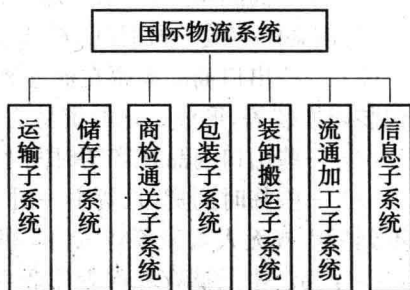 国际物流系统
运输子系统
储存子系统
商检通关子系统
包装子系统
装卸搬运子系统
流通加工子系统
信息子系统